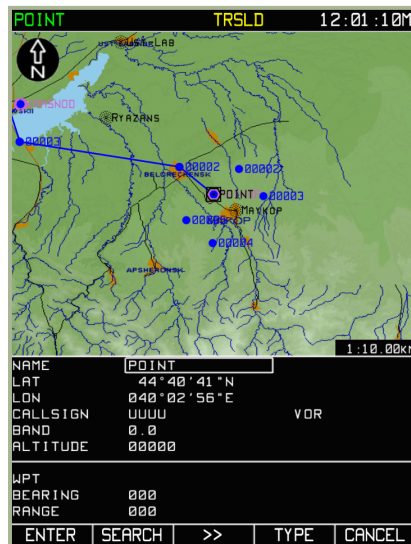 POINT TRSLD 12:01:10M
UST LAB
N
RYAZANS
00003
00002
00002
BELORECHENSK
POINT
00003
MAYKOP
00004
APSHERONSK
1:10.00km
NAME POINT
LAT 44°40'41"N
LON 040°02'56"E
CALLSIGN UUUU VOR
BAND 0.0
ALTITUDE 00000
WPT
BEARING 000
RANGE 000
ENTER SEARCH >> TYPE CANCEL